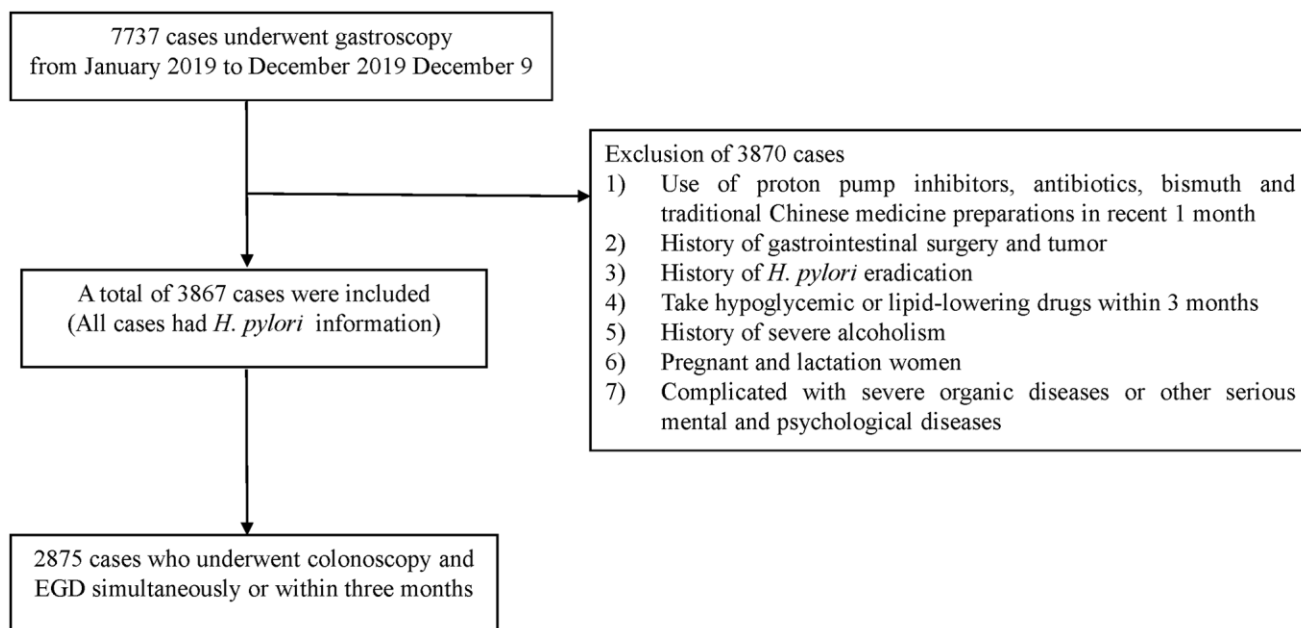 7737 cases underwent gastroscopy
from January 2019 to December 2019 December 9
Exclusion of 3870 cases
1) Use of proton pump inhibitors, antibiotics, bismuth and
traditional Chinese medicine preparations in recent 1 month
2) History of gastrointestinal surgery and tumor
3) History of H. pylori eradication
4) Take hypoglycemic or lipid-lowering drugs within 3 months
5) History of severe alcoholism
6) Pregnant and lactation women
7) Complicated with severe organic diseases or other serious
mental and psychological diseases
A total of 3867 cases were included
(All cases had H. pylori information)
2875 cases who underwent colonoscopy and
EGD simultaneously or within three months